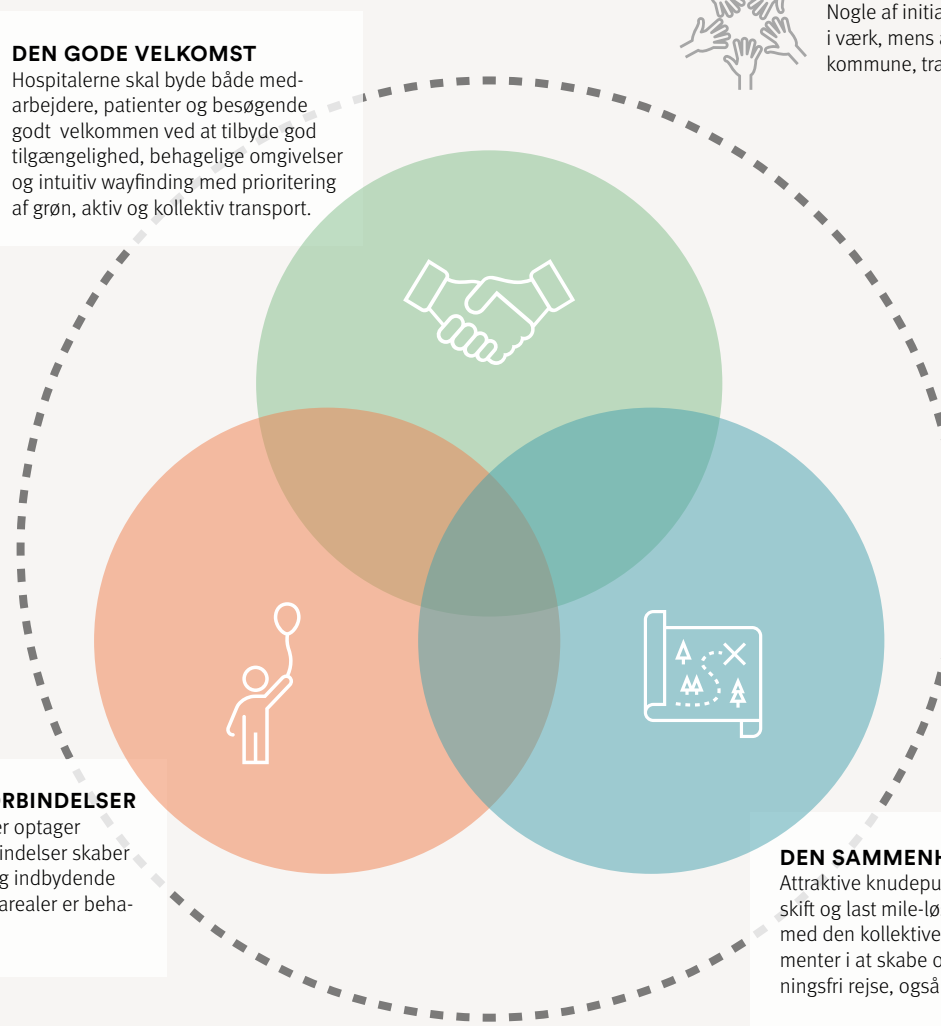 DEN GODE VELKOMST
Hospitalerne skal byde både med-
arbejdere, patienter og besøgende
godt velkommen ved at tilbyde god
tilgængelighed, behagelige omgivelser
og intuitiv wayfinding med prioritering
af grøn, aktiv og kollektiv transport.
Nogle af initia
i værk, mens
kommune, tra
RBINDELSER
er optager
indelser skaber
g indbydende
arealer er beha-
DEN SAMMENH
Attraktive knudepu
skift og last mile-lø
med den kollektive
menter i at skabe o
ningsfri rejse, også